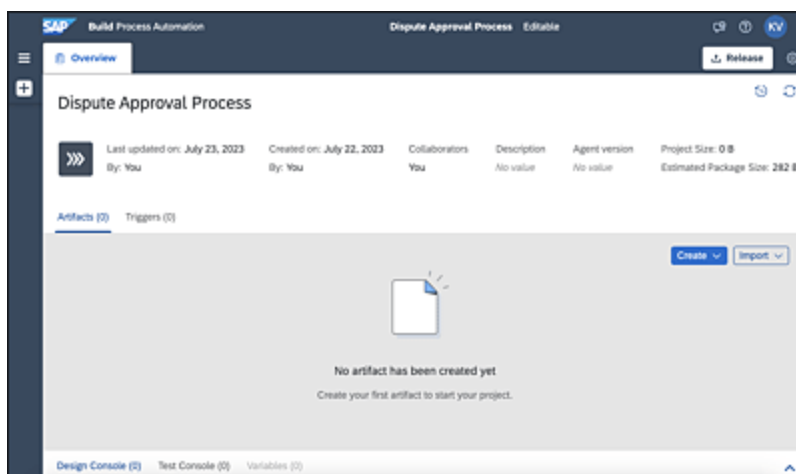 SAP Build Process Automation Dispute Approval Process Editable KV
Overview Release
Dispute Approval Process
Last updated on: July 23, 2023 Created on: July 22, 2023 Collaborators Description Agent version Project Size: 0 B
By: You By: You You No value No value Estimated Package Size: 282 B
Artifacts (0) Triggers (0)
Create Import
No artifact has been created yet
Create your first artifact to start your project.
Design Console (0) Test Console (0) Variables (0)